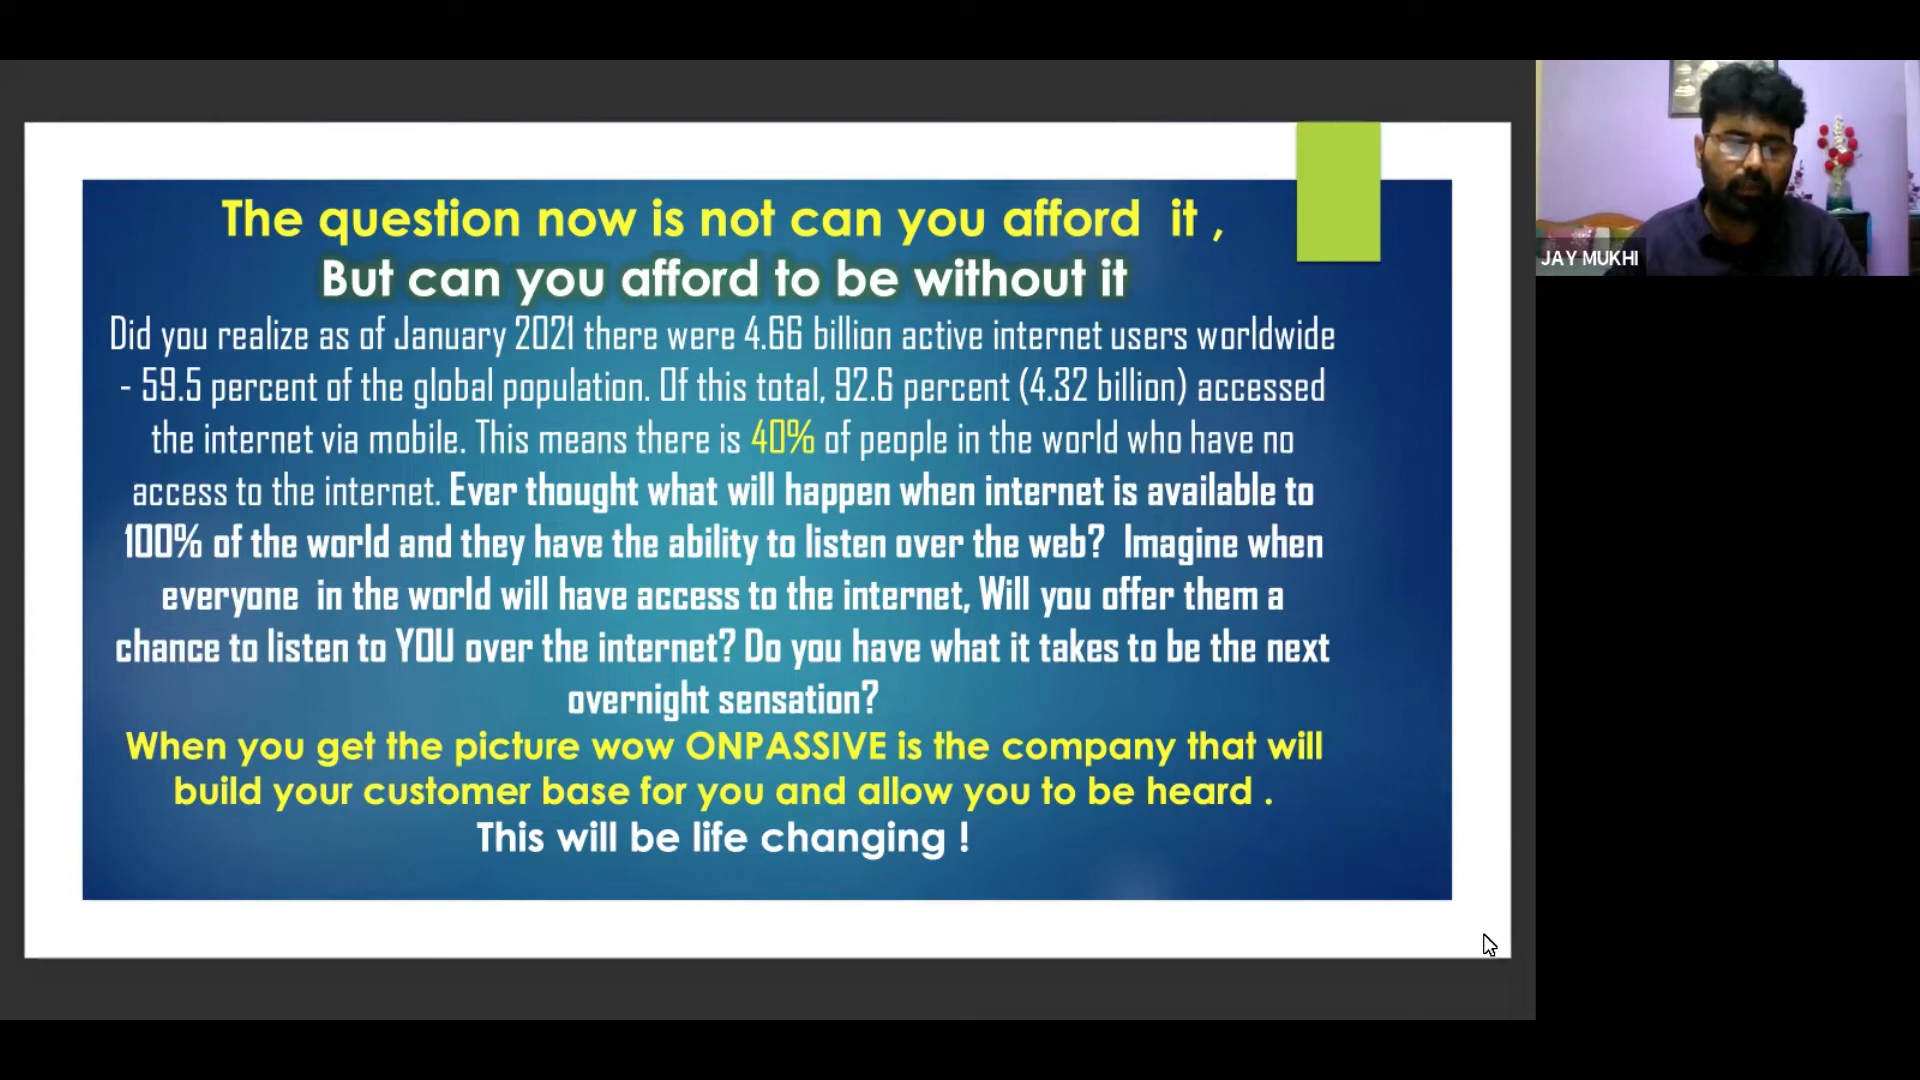 The question now is not can you afford it ,
But can you afford to be without it
Did you realize as of January 2021 there were 4.66 billion active internet users worldwide
- 59.5 percent of the global population. Of this total, 92.6 percent (4.32 billion) accessed
the internet via mobile. This means there is 40% of people in the world who have no
access to the internet. Ever thought what will happen when internet is available to
100% of the world and they have the ability to listen over the web? Imagine when
everyone in the world will have access to the internet, Will you offer them a
chance to listen to YOU over the internet? Do you have what it takes to be the next
overnight sensation?
When you get the picture wow ONPASSIVE is the company that will
build your customer base for you and allow you to be heard .
This will be life changing !
JAY MUKHI